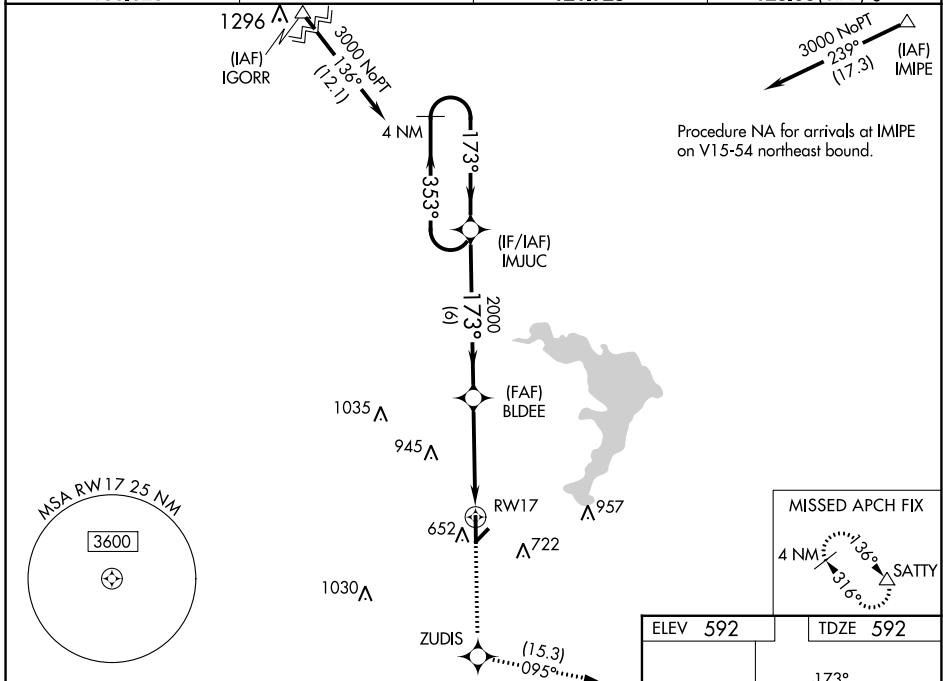 1296
(IAF)
IGORR
3000 NoPT
136°
(12.1)
3000 NoPT
239°
(17.3)
(IAF)
IMIPE
Procedure NA for arrivals at IMIPE
on V15-54 northeast bound.
4 NM
173°
353°
(IF/IAF)
IMJUC
2000
173°
(6)
(FAF)
BLDEE
1035
945
RW17
957
652
722
1030
MSA RW17 25 NM
3600
MISSED APCH FIX
4 NM
136°
316°
SATTY
ZUDIS
(15.3)
095°
ELEV 592
TDZE 592
173°